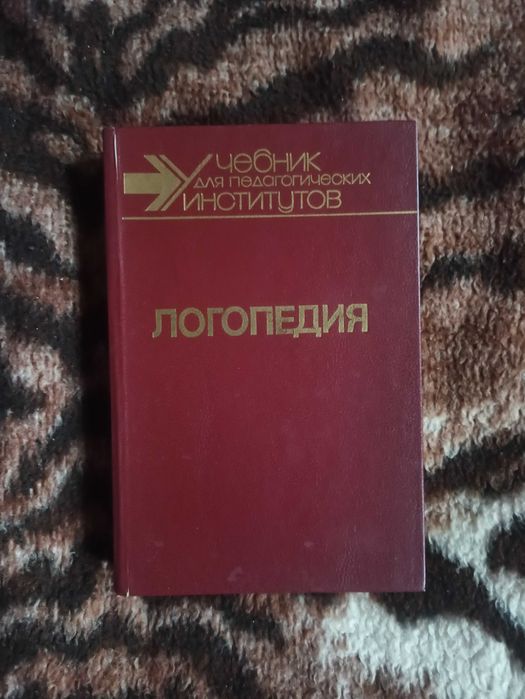 Учебник
для педагогических
институтов
ЛОГОПЕДИЯ